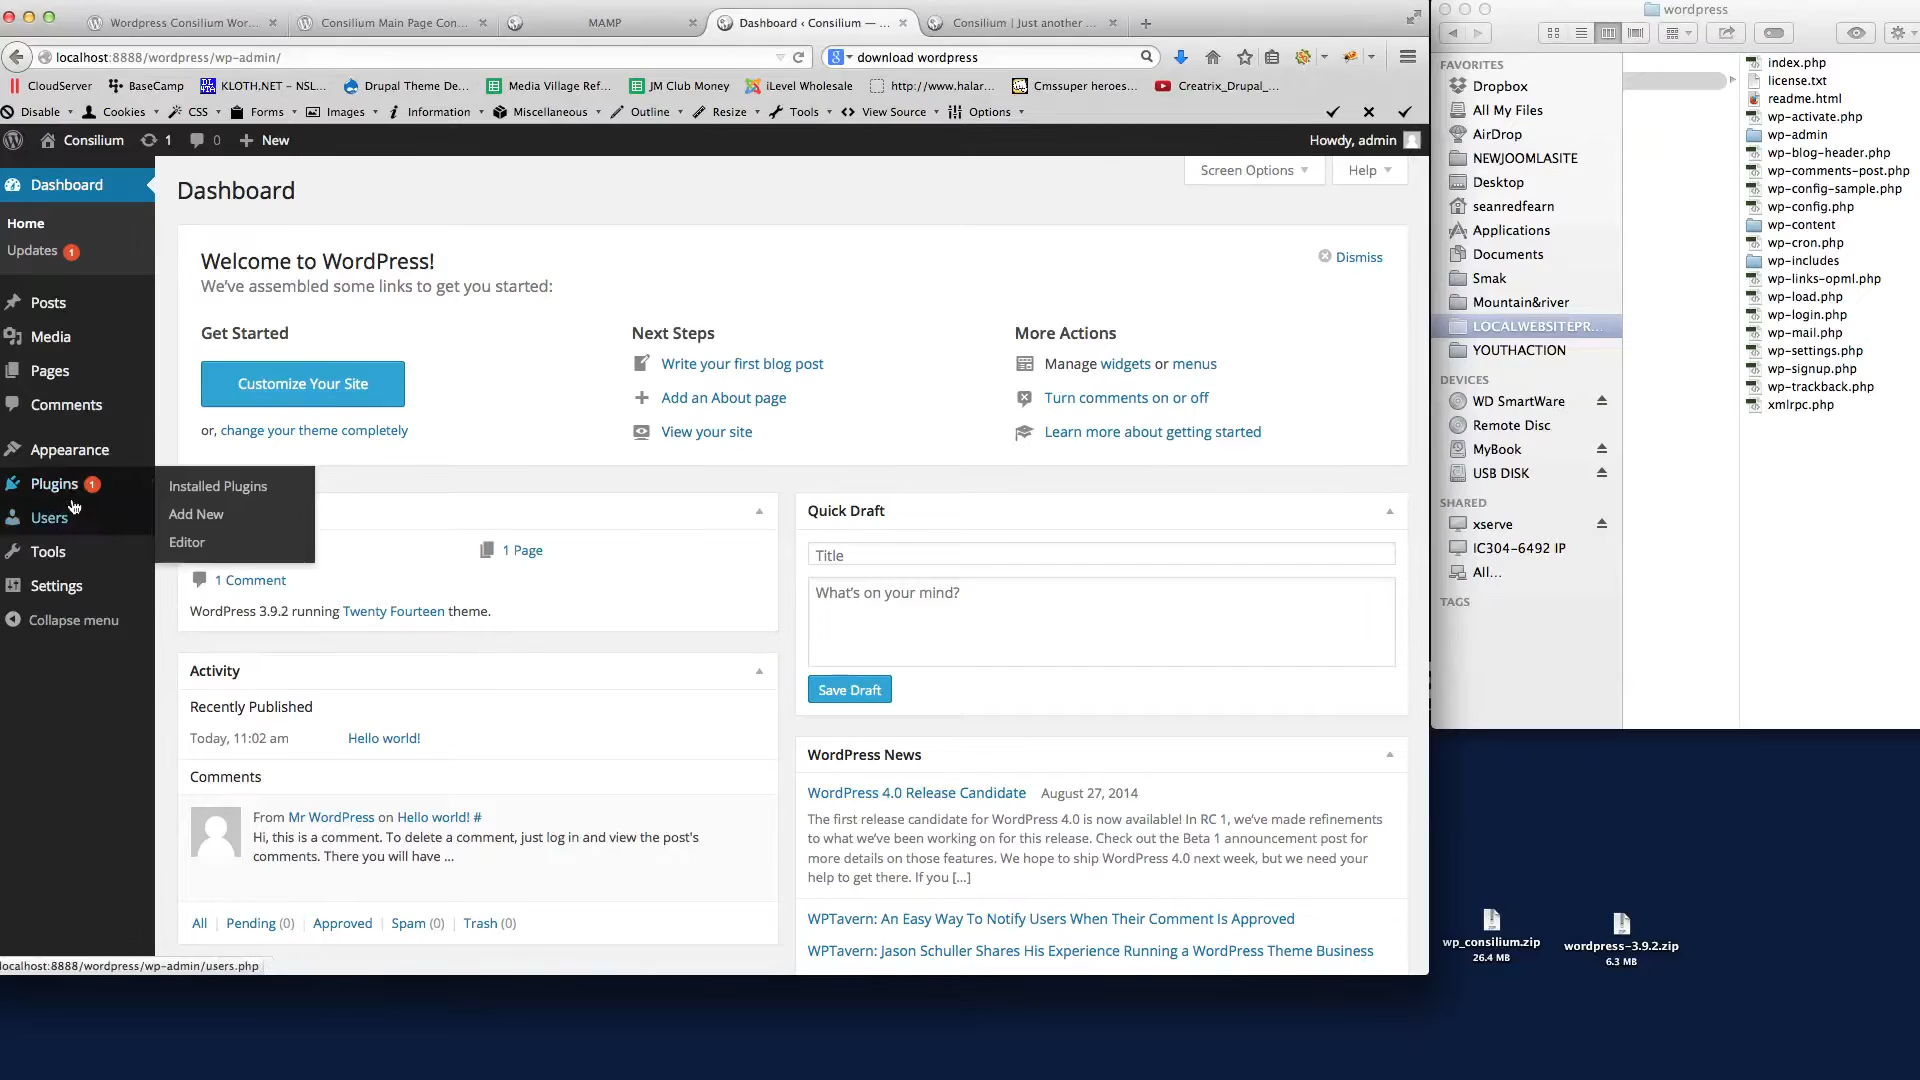 Wordpress Consilium Wor...
Consilium Main Page Con...
MAMP
Dashboard ‹ Consilium — ...
Consilium | Just another ...
localhost:8888/wordpress/wp-admin/
download wordpress
CloudServer
BaseCamp
KLOTH.NET - NSL...
Drupal Theme De...
Media Village Ref...
JM Club Money
iLevel Wholesale
http://www.halar...
Cmssuper heroes...
Creatrix_Drupal_...
Disable
Cookies
CSS
Forms
Images
Information
Miscellaneous
Outline
Resize
Tools
View Source
Options
Consilium
1
0
New
Howdy, admin
Dashboard
Home
Updates 1
Posts
Media
Pages
Comments
Appearance
Plugins 1
Users
Tools
Settings
Collapse menu
Installed Plugins
Add New
Editor
Dashboard
Screen Options
Help
Welcome to WordPress!
We've assembled some links to get you started:
Dismiss
Get Started
Customize Your Site
or, change your theme completely
Next Steps
Write your first blog post
Add an About page
View your site
More Actions
Manage widgets or menus
Turn comments on or off
Learn more about getting started
1 Page
1 Comment
WordPress 3.9.2 running Twenty Fourteen theme.
Activity
Recently Published
Today, 11:02 am
Hello world!
Comments
From Mr WordPress on Hello world! #
Hi, this is a comment. To delete a comment, just log in and view the post's
comments. There you will have ...
All
Pending (0)
Approved
Spam (0)
Trash (0)
Quick Draft
Title
What's on your mind?
Save Draft
WordPress News
WordPress 4.0 Release Candidate August 27, 2014
The first release candidate for WordPress 4.0 is now available! In RC 1, we've made refinements
to what we've been working on for this release. Check out the Beta 1 announcement post for
more details on those features. We hope to ship WordPress 4.0 next week, but we need your
help to get there. If you [...]
WPTavern: An Easy Way To Notify Users When Their Comment Is Approved
WPTavern: Jason Schuller Shares His Experience Running a WordPress Theme Business
localhost:8888/wordpress/wp-admin/users.php
wordpress
FAVORITES
Dropbox
All My Files
AirDrop
NEWJOOMLASITE
Desktop
seanredfearn
Applications
Documents
Smak
Mountain&river
LOCALWEBSITEPR...
YOUTHACTION
DEVICES
WD SmartWare
Remote Disc
MyBook
USB DISK
SHARED
xserve
IC304-6492 IP
All...
TAGS
index.php
license.txt
readme.html
wp-activate.php
wp-admin
wp-blog-header.php
wp-comments-post.php
wp-config-sample.php
wp-config.php
wp-content
wp-cron.php
wp-includes
wp-links-opml.php
wp-load.php
wp-login.php
wp-mail.php
wp-settings.php
wp-signup.php
wp-trackback.php
xmlrpc.php
wp_consilium.zip
26.4 MB
wordpress-3.9.2.zip
6.3 MB